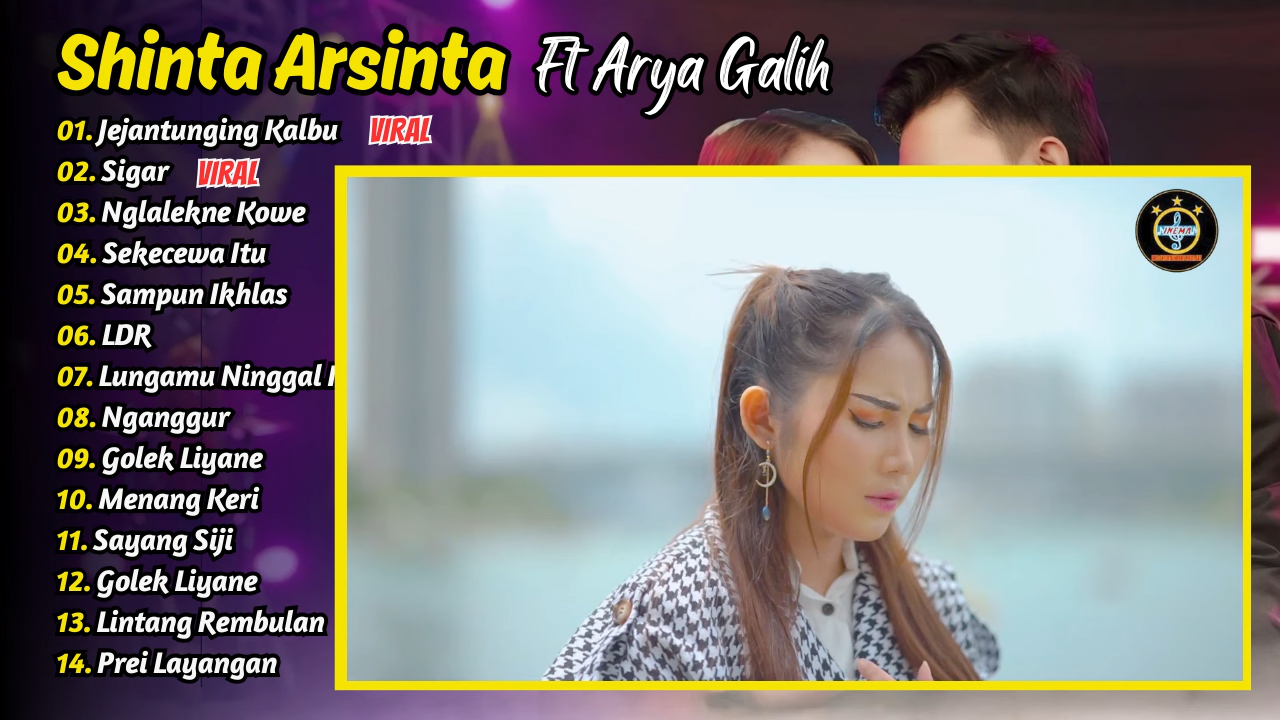 Shinta Arsinta Ft Arya Galih
01. Jejantunging Kalbu VIRAL
02. Sigar VIRAL
03. Nglalekne Kowe
04. Sekecewa Itu
05. Sampun Ikhlas
06. LDR
07. Lungamu Ninggal
08. Nganggur
09. Golek Liyane
10. Menang Keri
11. Sayang Siji
12. Golek Liyane
13. Lintang Rembulan
14. Prei Layangan